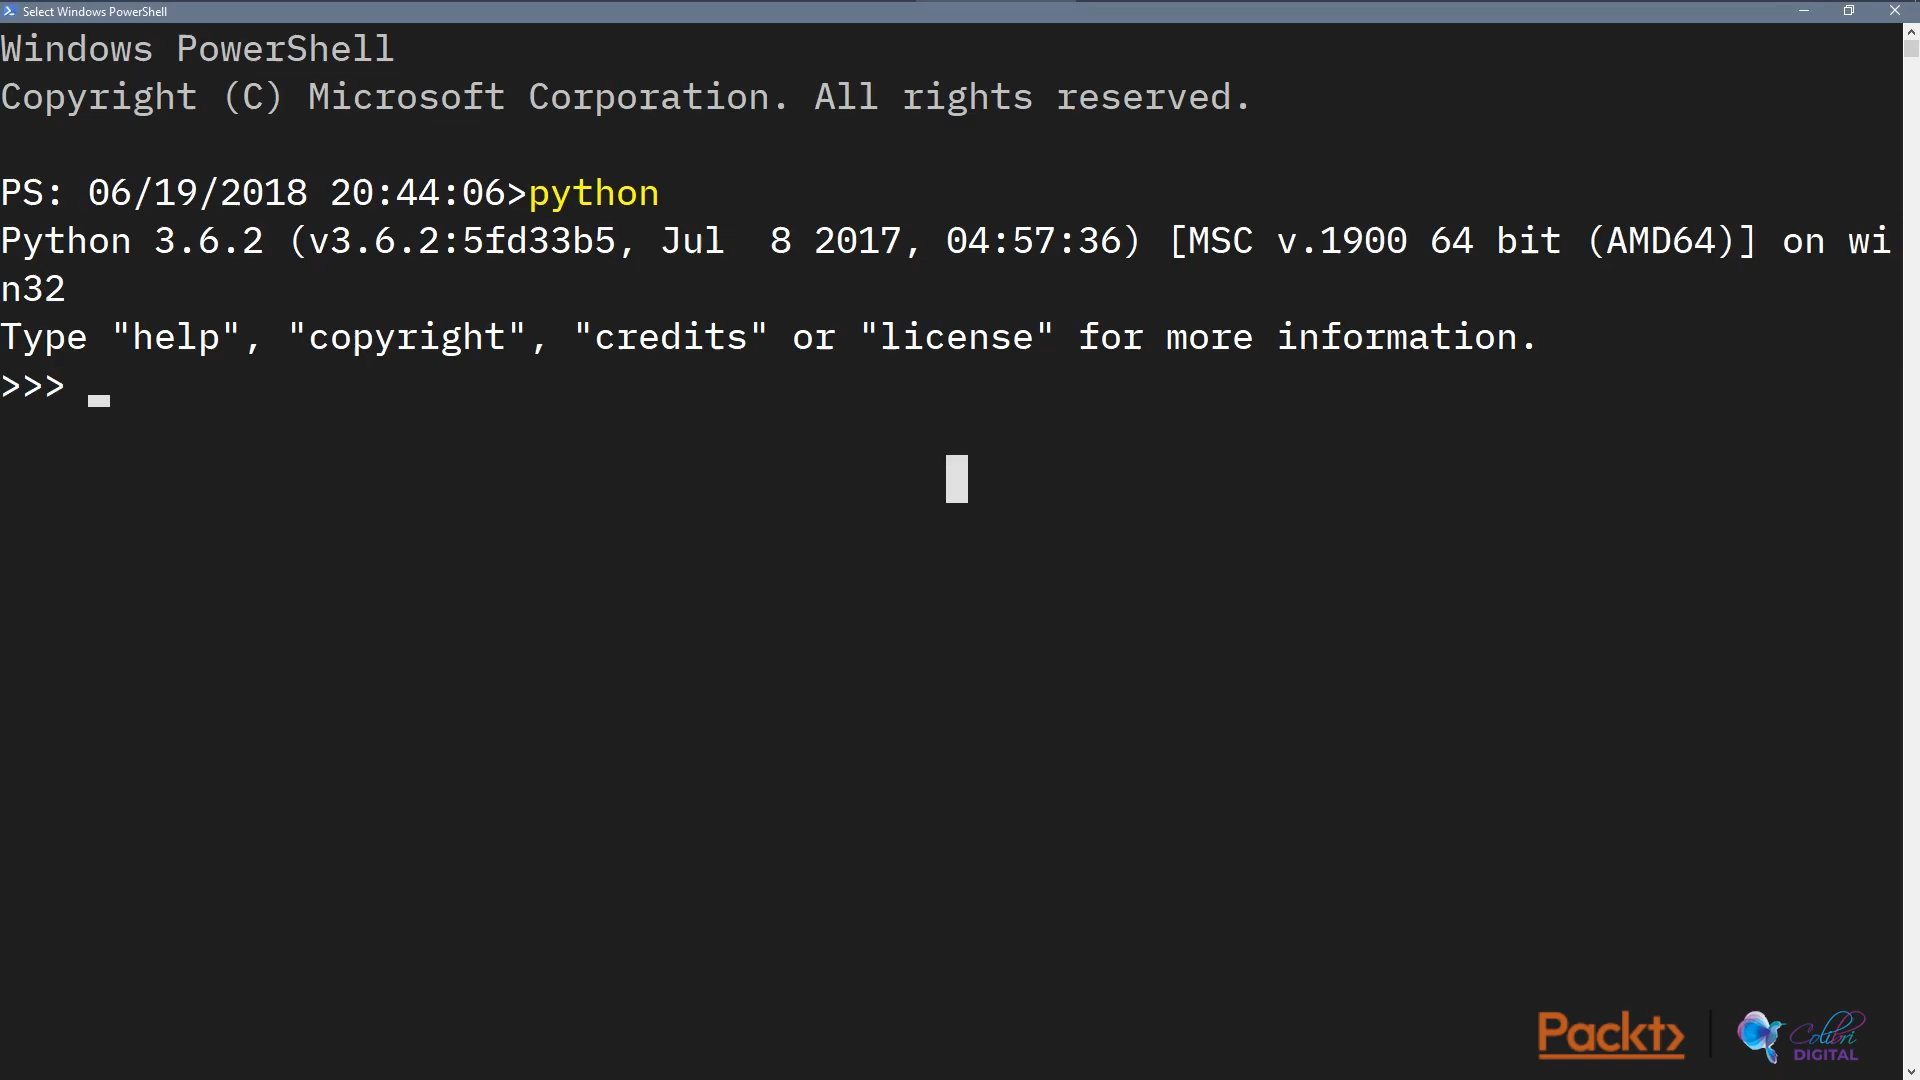 Select Windows PowerShell
Windows PowerShell
Copyright (C) Microsoft Corporation. All rights reserved.
PS: 06/19/2018 20:44:06>python
Python 3.6.2 (v3.6.2:5fd33b5, Jul  8 2017, 04:57:36) [MSC v.1900 64 bit (AMD64)] on wi
n32
Type "help", "copyright", "credits" or "license" for more information.
>>>
Packt>
Colibri
DIGITAL